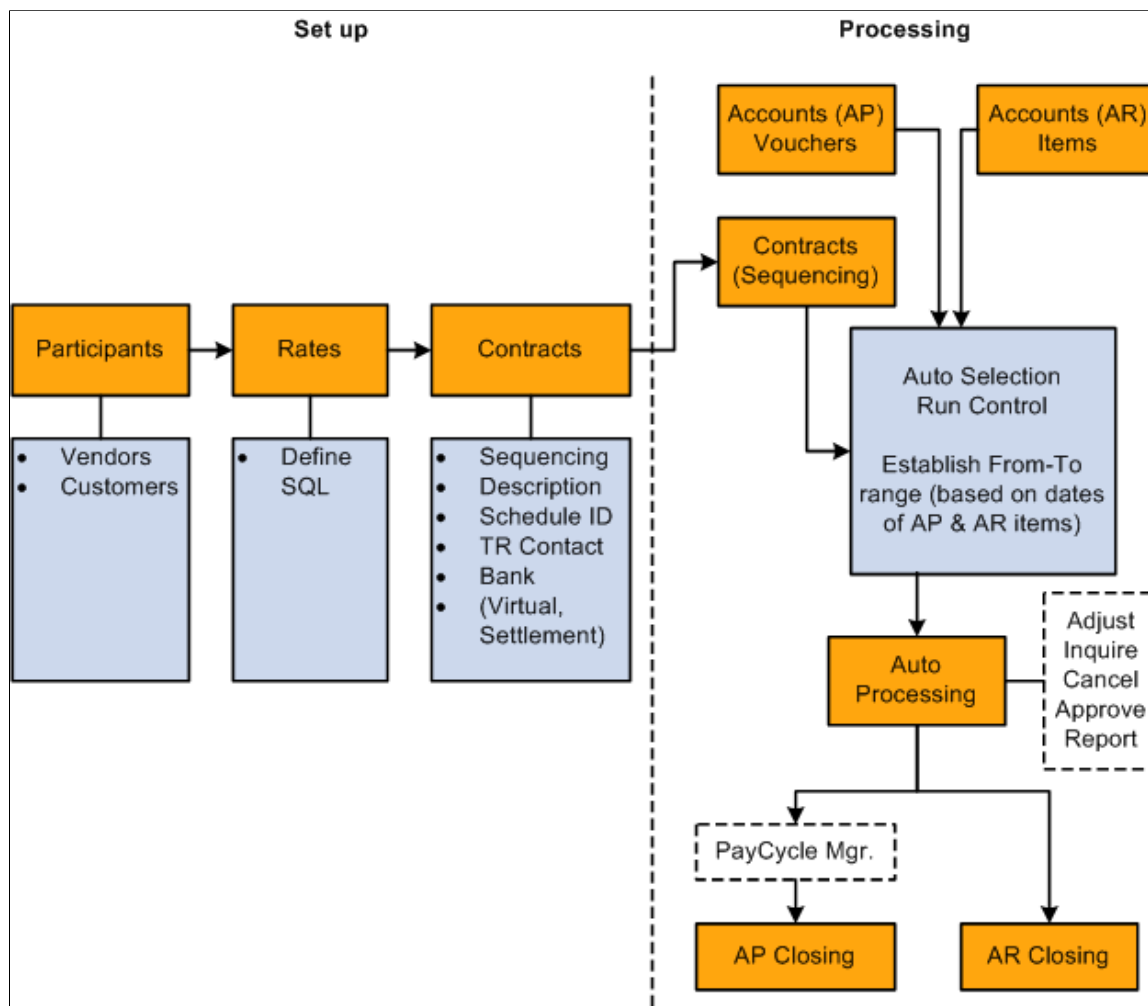 Set up
Processing
Accounts (AP)
Vouchers
Accounts (AR)
Items
Contracts
(Sequencing)
Participants
Rates
Contracts
Auto Selection
Run Control
Establish From-To
range (based on dates
of AP & AR items)
• Vendors
• Customers
• Define
SQL
• Sequencing
• Description
• Schedule ID
• TR Contact
• Bank
• (Virtual,
Settlement)
Auto
Processing
Adjust
Inquire
Cancel
Approve
Report
PayCycle Mgr.
AP Closing
AR Closing